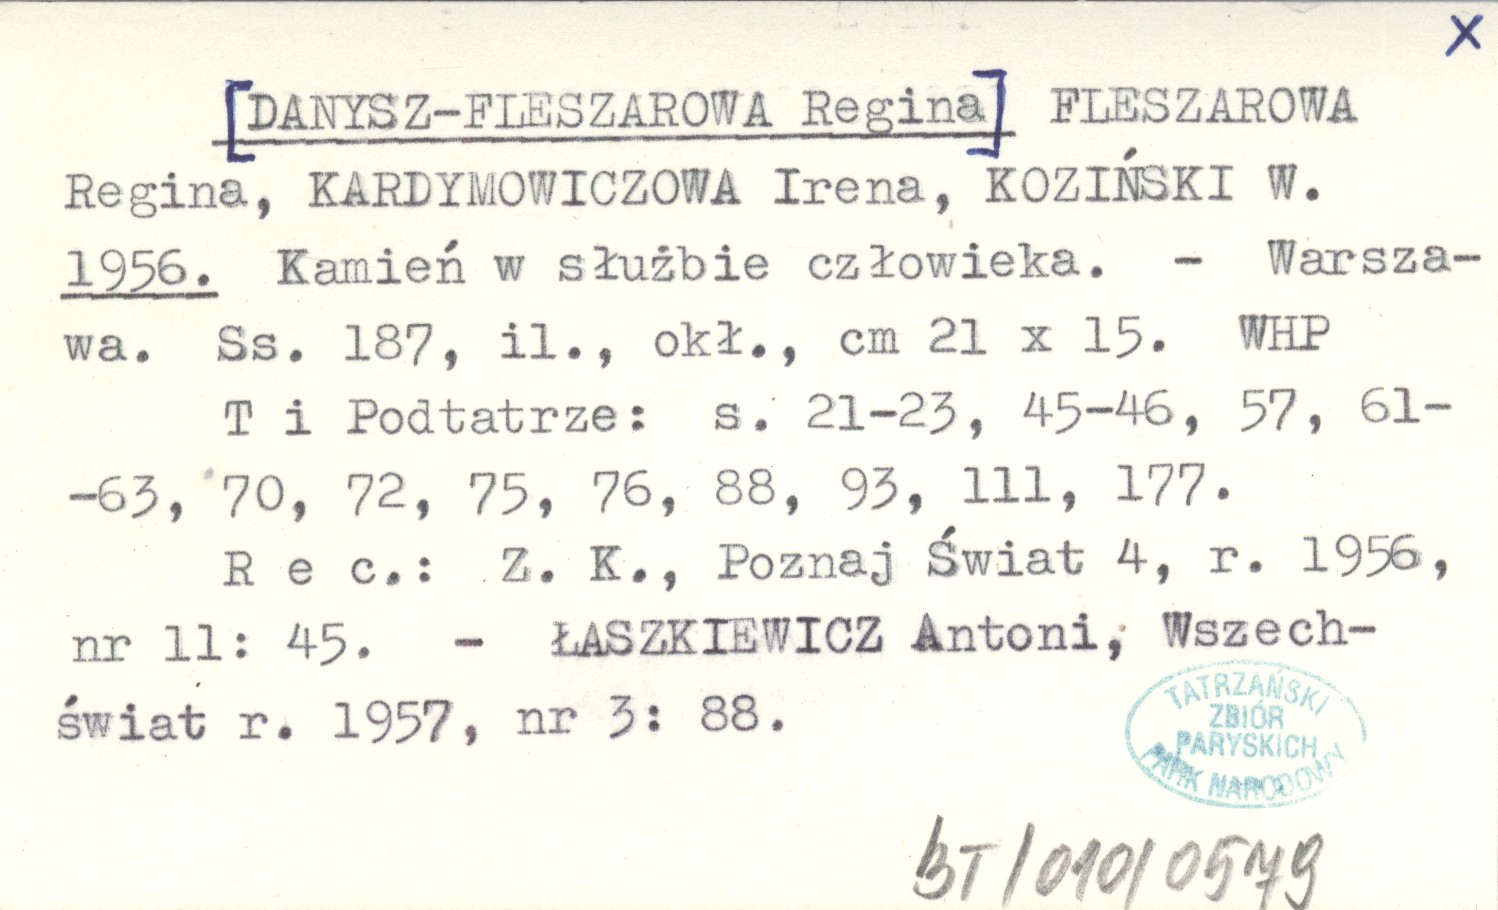 X
[DANYSZ-FLESZAROWA Regina] FLESZAROWA
Regina, KARDYMOWICZOWA Irena, KOZIŃSKI W.
1956. Kamień w służbie człowieka. - Warsza-
wa. Ss. 187, il., okł., cm 21 x 15. WHP
T i Podtatrze: s. 21-23, 45-46, 57, 61-
-63, 70, 72, 75, 76, 88, 93, 111, 177.
R e c.: Z. K., Poznaj Świat 4, r. 1956,
nr 11: 45. - ŁASZKIEWICZ Antoni, Wszech-
świat r. 1957, nr 3: 88.
TATRZAŃSKI
ZBIÓR
PARYSKICH
PARK NARODOWY
BT/010/0579